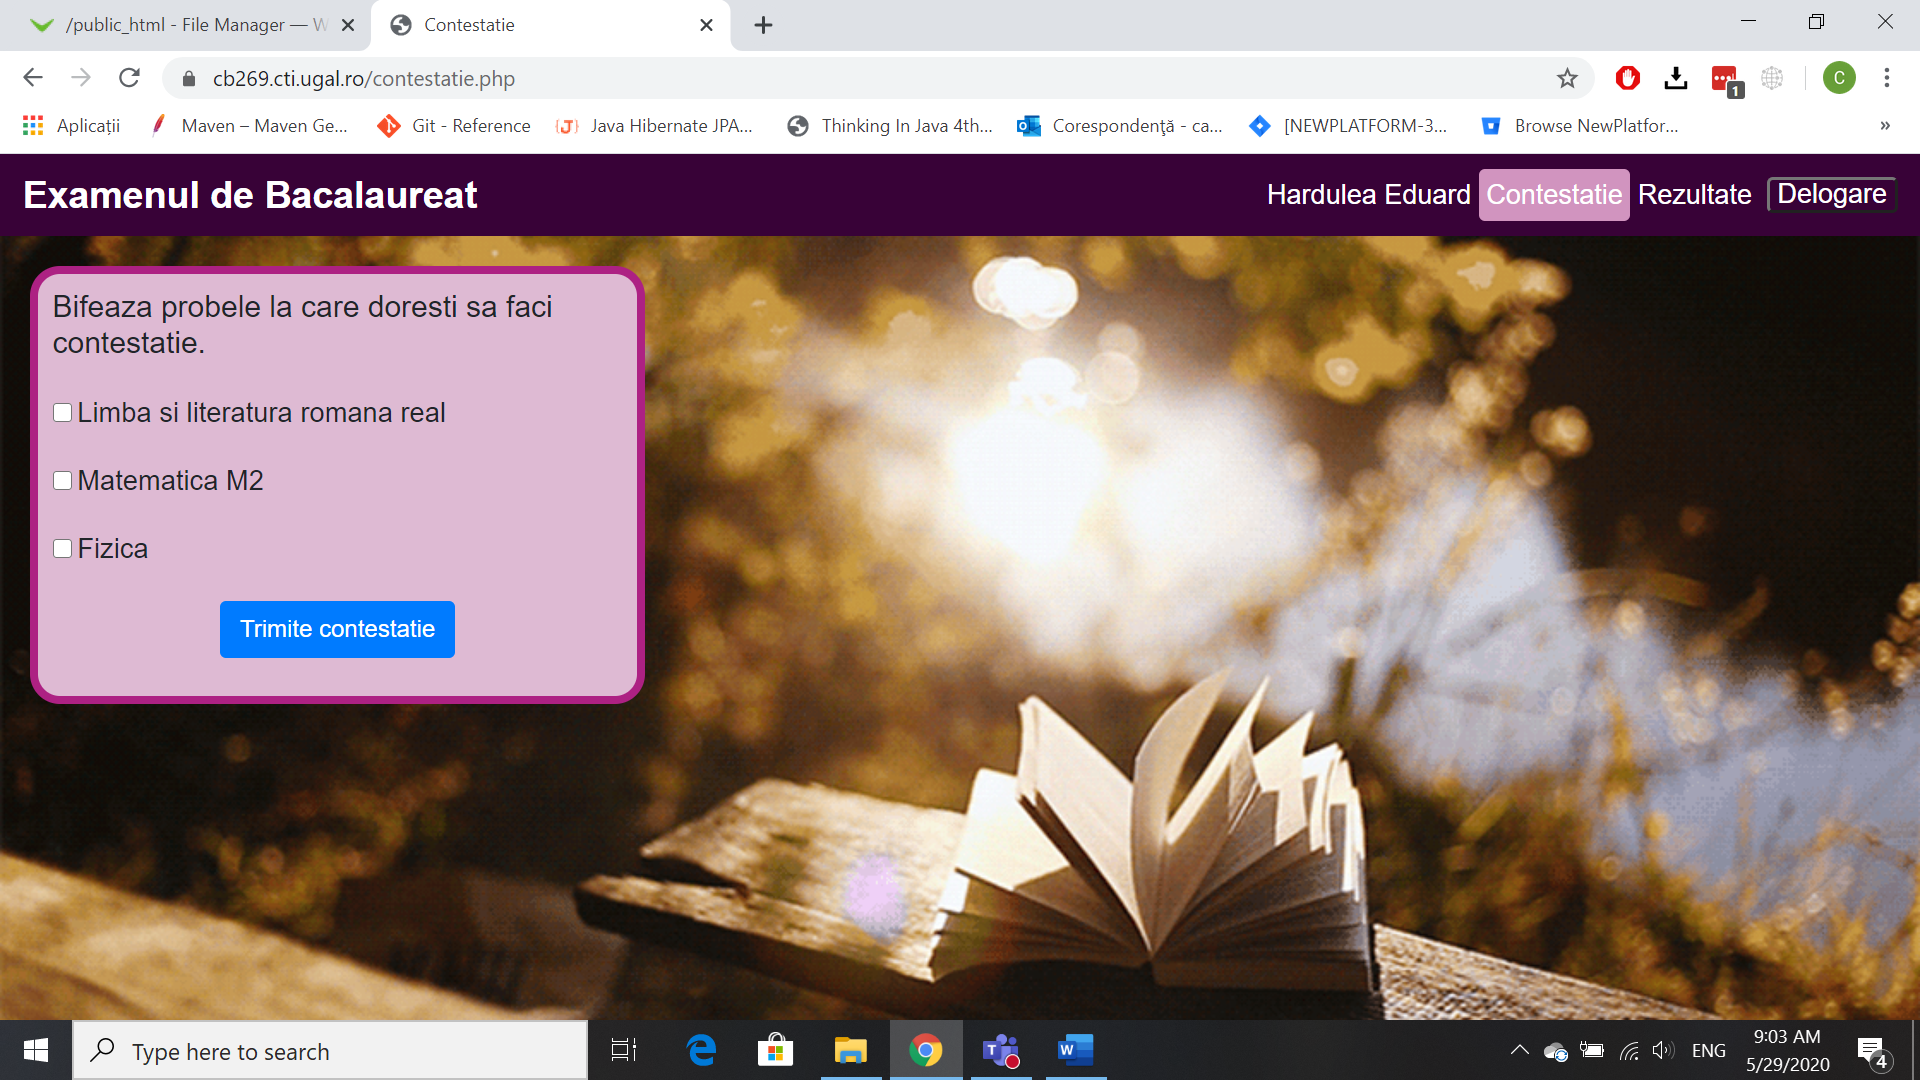 /public_html - File Manager — W
Contestatie
cb269.cti.ugal.ro/contestatie.php
C
1
Aplicații
Maven – Maven Ge...
Git - Reference
Java Hibernate JPA...
Thinking In Java 4th...
Corespondență - ca...
[NEWPLATFORM-3...
Browse NewPlatfor...
»
Examenul de Bacalaureat
Hardulea Eduard
Contestatie
Rezultate
Delogare
Bifeaza probele la care doresti sa faci
contestatie.
Limba si literatura romana real
Matematica M2
Fizica
Trimite contestatie
Type here to search
ENG
9:03 AM
5/29/2020
4